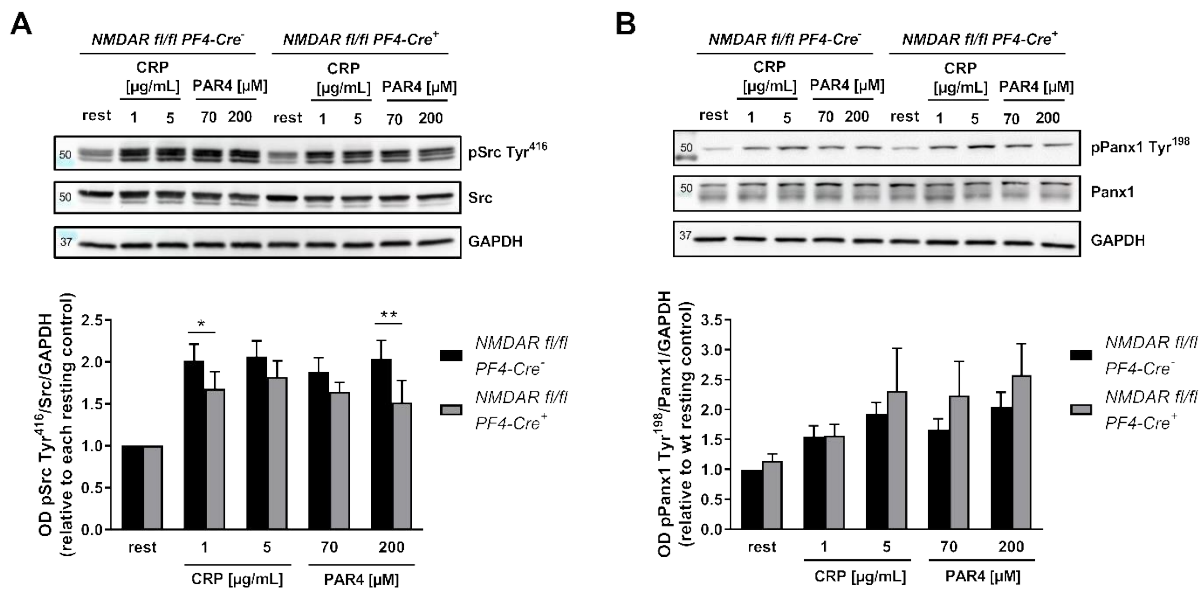 A
NMDAR fl/fl PF4-Cre⁻ NMDAR fl/fl PF4-Cre⁺
CRP [µg/mL] PAR4 [µM] CRP [µg/mL] PAR4 [µM]
rest 1 5 70 200 rest 1 5 70 200
50 pSrc Tyr⁴¹⁶
50 Src
37 GAPDH
OD pSrc Tyr⁴¹⁶/Src/GAPDH
(relative to each resting control)
2.5
2.0
1.5
1.0
0.5
0.0
* **
rest 1 5 70 200
CRP [µg/mL] PAR4 [µM]
NMDAR fl/fl
PF4-Cre⁻
NMDAR fl/fl
PF4-Cre⁺
B
NMDAR fl/fl PF4-Cre⁻ NMDAR fl/fl PF4-Cre⁺
CRP [µg/mL] PAR4 [µM] CRP [µg/mL] PAR4 [µM]
rest 1 5 70 200 rest 1 5 70 200
50 pPanx1 Tyr¹⁹⁸
50 Panx1
37 GAPDH
OD pPanx1 Tyr¹⁹⁸/Panx1/GAPDH
(relative to wt resting control)
3.5
3.0
2.5
2.0
1.5
1.0
0.5
0.0
rest 1 5 70 200
CRP [µg/mL] PAR4 [µM]
NMDAR fl/fl
PF4-Cre⁻
NMDAR fl/fl
PF4-Cre⁺